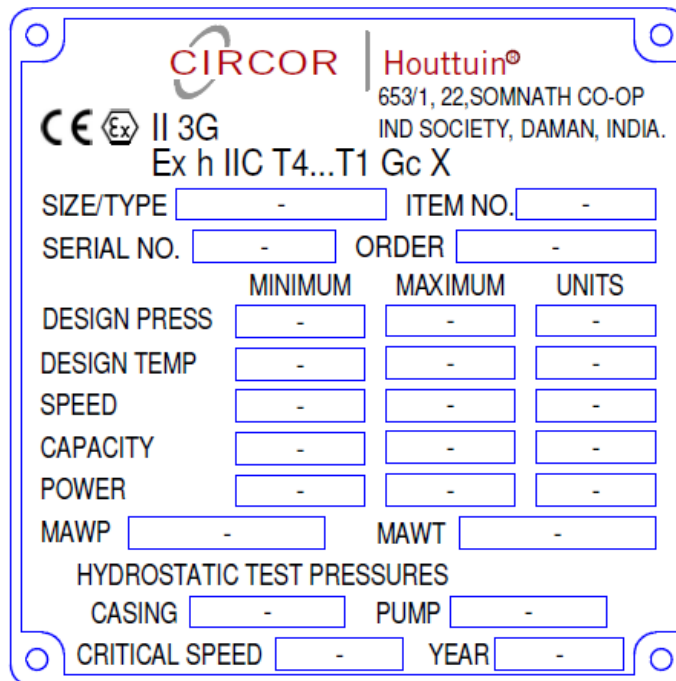 CIRCOR Houttuin®
653/1, 22,SOMNATH CO-OP
IND SOCIETY, DAMAN, INDIA.
CE Ex II 3G
Ex h IIC T4...T1 Gc X
SIZE/TYPE - ITEM NO. -
SERIAL NO. - ORDER -
MINIMUM MAXIMUM UNITS
DESIGN PRESS - - -
DESIGN TEMP - - -
SPEED - - -
CAPACITY - - -
POWER - - -
MAWP - MAWT -
HYDROSTATIC TEST PRESSURES
CASING - PUMP -
CRITICAL SPEED - YEAR -